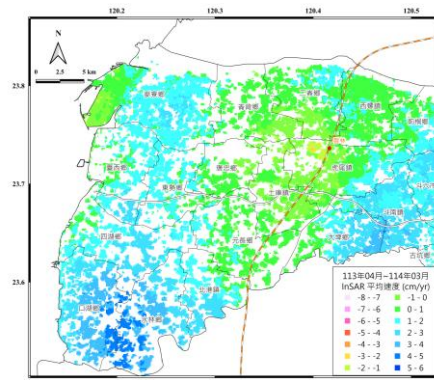 120.2 120.3 120.4 120.5
N
0 2.5 5 km
23.8
23.7
23.6
崙背鄉
二崙鄉
西螺鎮
莿桐鄉
麥寮鄉
臺西鄉
東勢鄉
褒忠鄉
土庫鎮
虎尾鎮
斗六市
斗南鎮
四湖鄉
元長鄉
大埤鄉
古坑鄉
北港鎮
口湖鄉
水林鄉
113年04月~114年03月
InSAR 平均速度 (cm/yr)
-8 - -7 -1 - 0
-7 - -6 0 - 1
-6 - -5 1 - 2
-5 - -4 2 - 3
-4 - -3 3 - 4
-3 - -2 4 - 5
-2 - -1 5 - 6